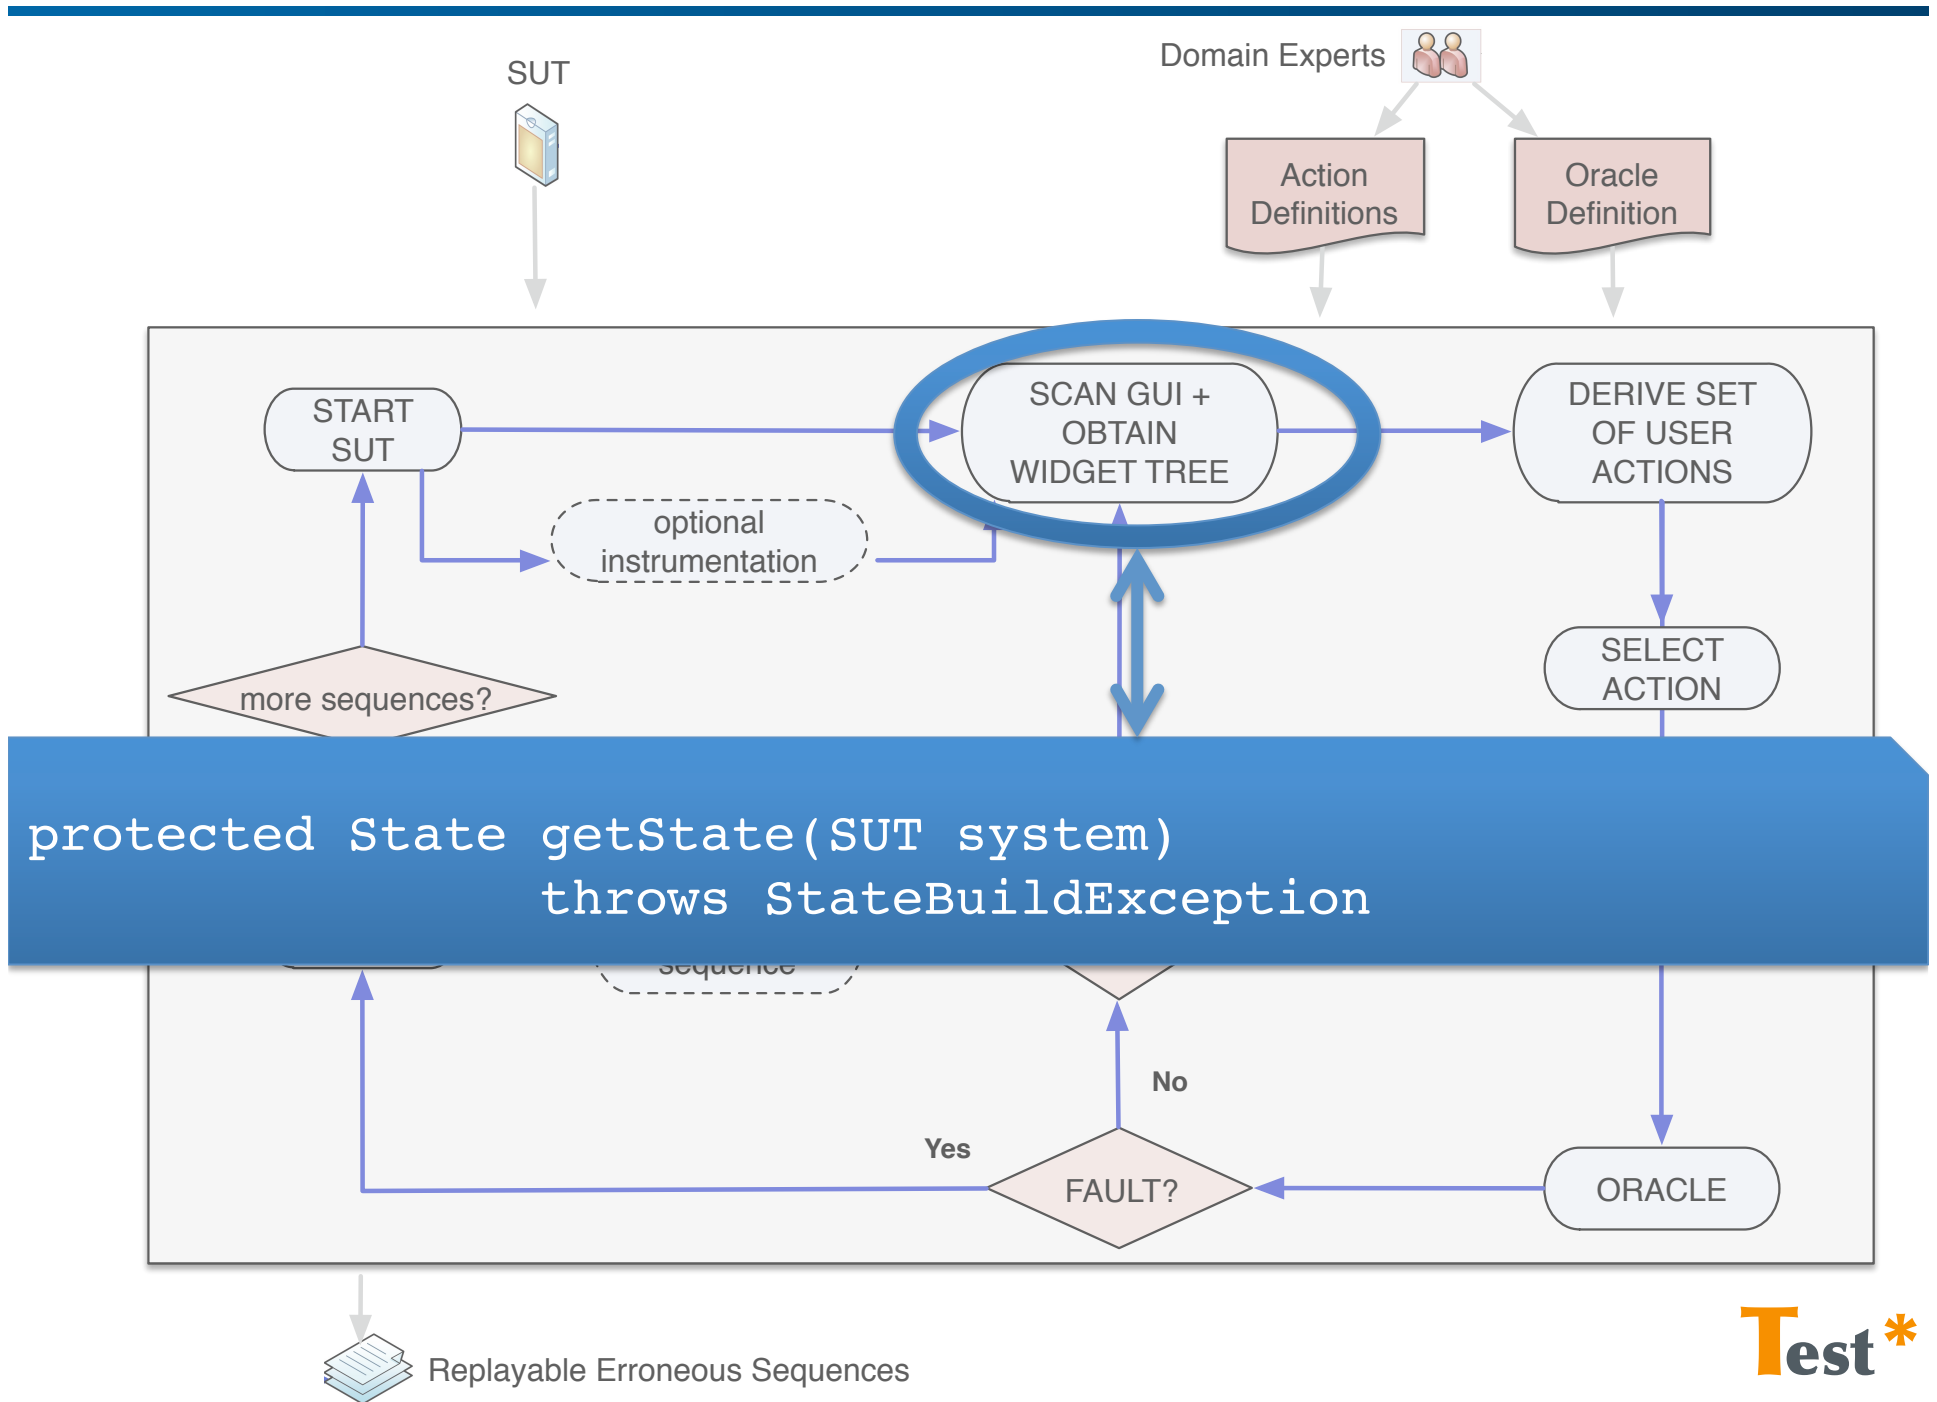 SUT
Domain Experts
Action
Definitions
Oracle
Definition
START
SUT
SCAN GUI +
OBTAIN
WIDGET TREE
DERIVE SET
OF USER
ACTIONS
optional
instrumentation
SELECT
ACTION
more sequences?
protected State getState(SUT system)
throws StateBuildException
sequence
No
Yes
FAULT?
ORACLE
Replayable Erroneous Sequences
Test*